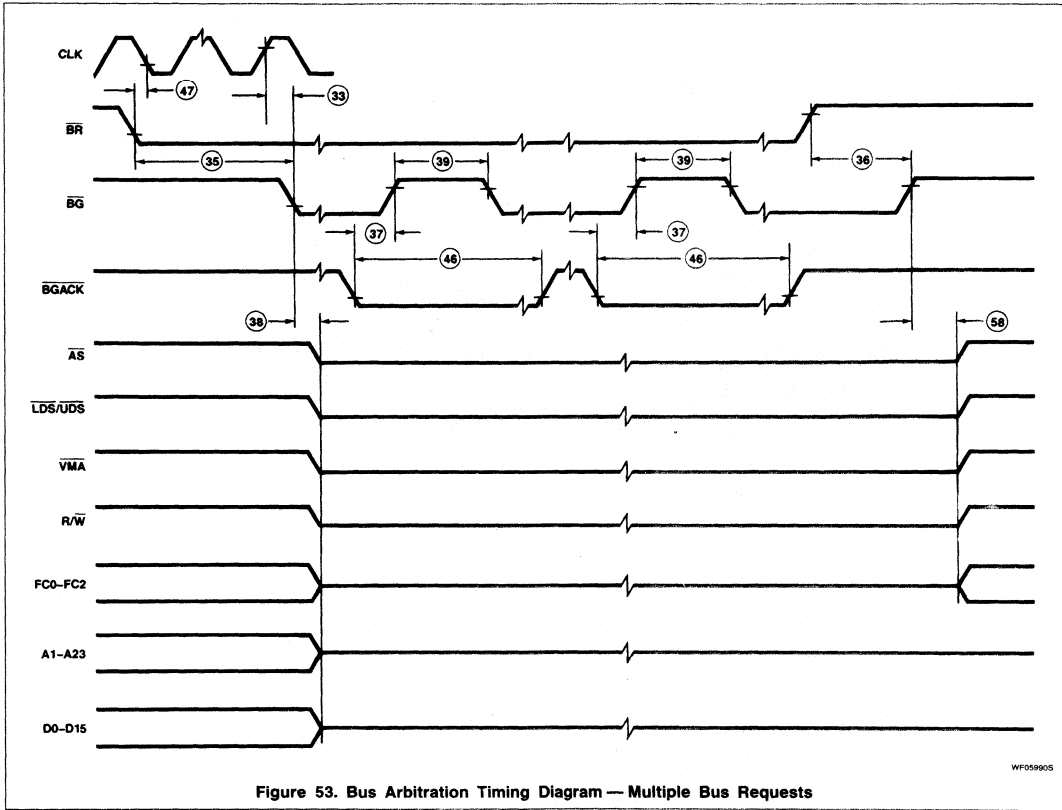 CLK
47
33
BR
35
39
39
36
BG
37
37
46
46
BGACK
38
58
AS
LDS/UDS
VMA
R/W
FC0–FC2
A1–A23
D0–D15
WF05990S
Figure 53. Bus Arbitration Timing Diagram — Multiple Bus Requests